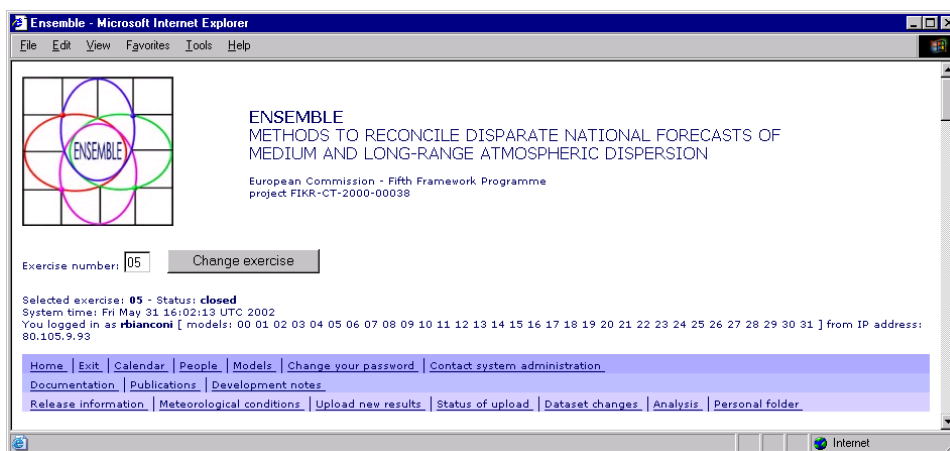 Ensemble - Microsoft Internet Explorer
File Edit View Favorites Tools Help
ENSEMBLE
ENSEMBLE
METHODS TO RECONCILE DISPARATE NATIONAL FORECASTS OF
MEDIUM AND LONG-RANGE ATMOSPHERIC DISPERSION
European Commission - Fifth Framework Programme
project FIKR-CT-2000-00038
Exercise number: 05 Change exercise
Selected exercise: 05 - Status: closed
System time: Fri May 31 16:02:13 UTC 2002
You logged in as rbianconi [ models: 00 01 02 03 04 05 06 07 08 09 10 11 12 13 14 15 16 17 18 19 20 21 22 23 24 25 26 27 28 29 30 31 ] from IP address:
80.105.9.93
Home | Exit | Calendar | People | Models | Change your password | Contact system administration
Documentation | Publications | Development notes
Release information | Meteorological conditions | Upload new results | Status of upload | Dataset changes | Analysis | Personal folder
Internet